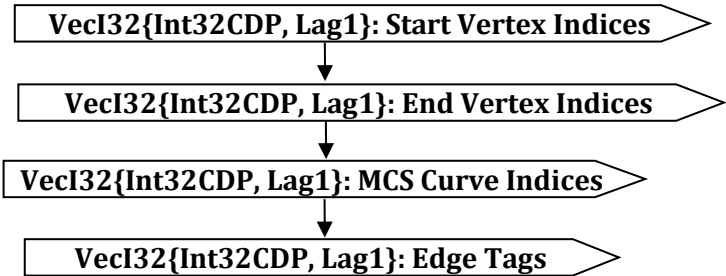 VecI32{Int32CDP, Lag1}: Start Vertex Indices
VecI32{Int32CDP, Lag1}: End Vertex Indices
VecI32{Int32CDP, Lag1}: MCS Curve Indices
VecI32{Int32CDP, Lag1}: Edge Tags